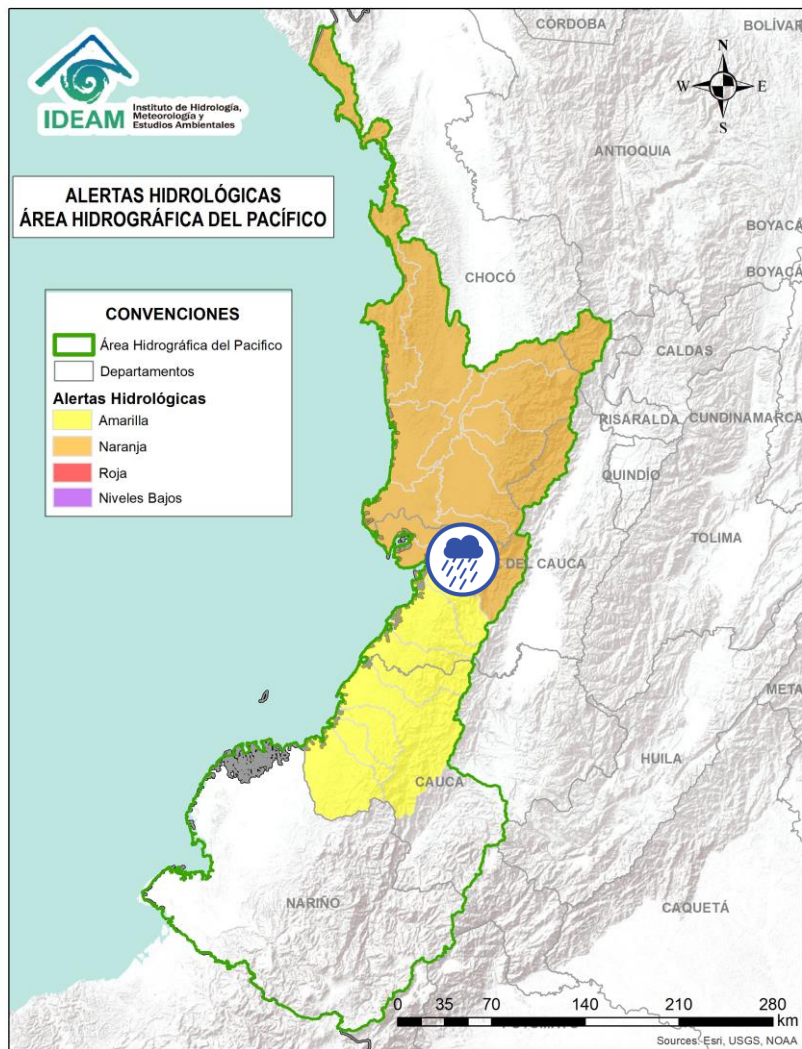 CÓRDOBA
BOLÍVAR
N
W E
S
IDEAM
Instituto de Hidrología,
Meteorología y
Estudios Ambientales
ANTIOQUIA
ALERTAS HIDROLÓGICAS
ÁREA HIDROGRÁFICA DEL PACÍFICO
BOYACÁ
BOYACÁ
CHOCÓ
CONVENCIONES
Área Hidrográfica del Pacifico
Departamentos
Alertas Hidrológicas
Amarilla
Naranja
Roja
Niveles Bajos
CALDAS
RISARALDA
CUNDINAMARCA
QUINDÍO
TOLIMA
DEL CAUCA
META
HUILA
CAUCA
NARIÑO
CAQUETÁ
0 35 70 140 210 280
km
Sources: Esri, USGS, NOAA